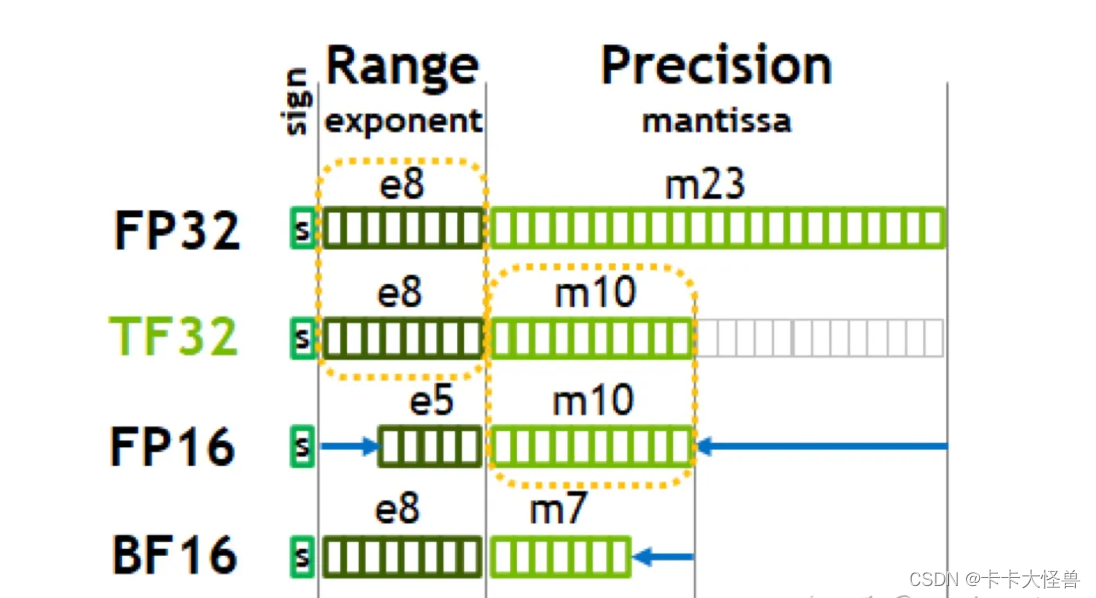 sign
Range
Precision
exponent
mantissa
e8
m23
FP32
s
e8
m10
TF32
s
e5
m10
FP16
s
e8
m7
BF16
s
CSDN @卡卡大怪兽